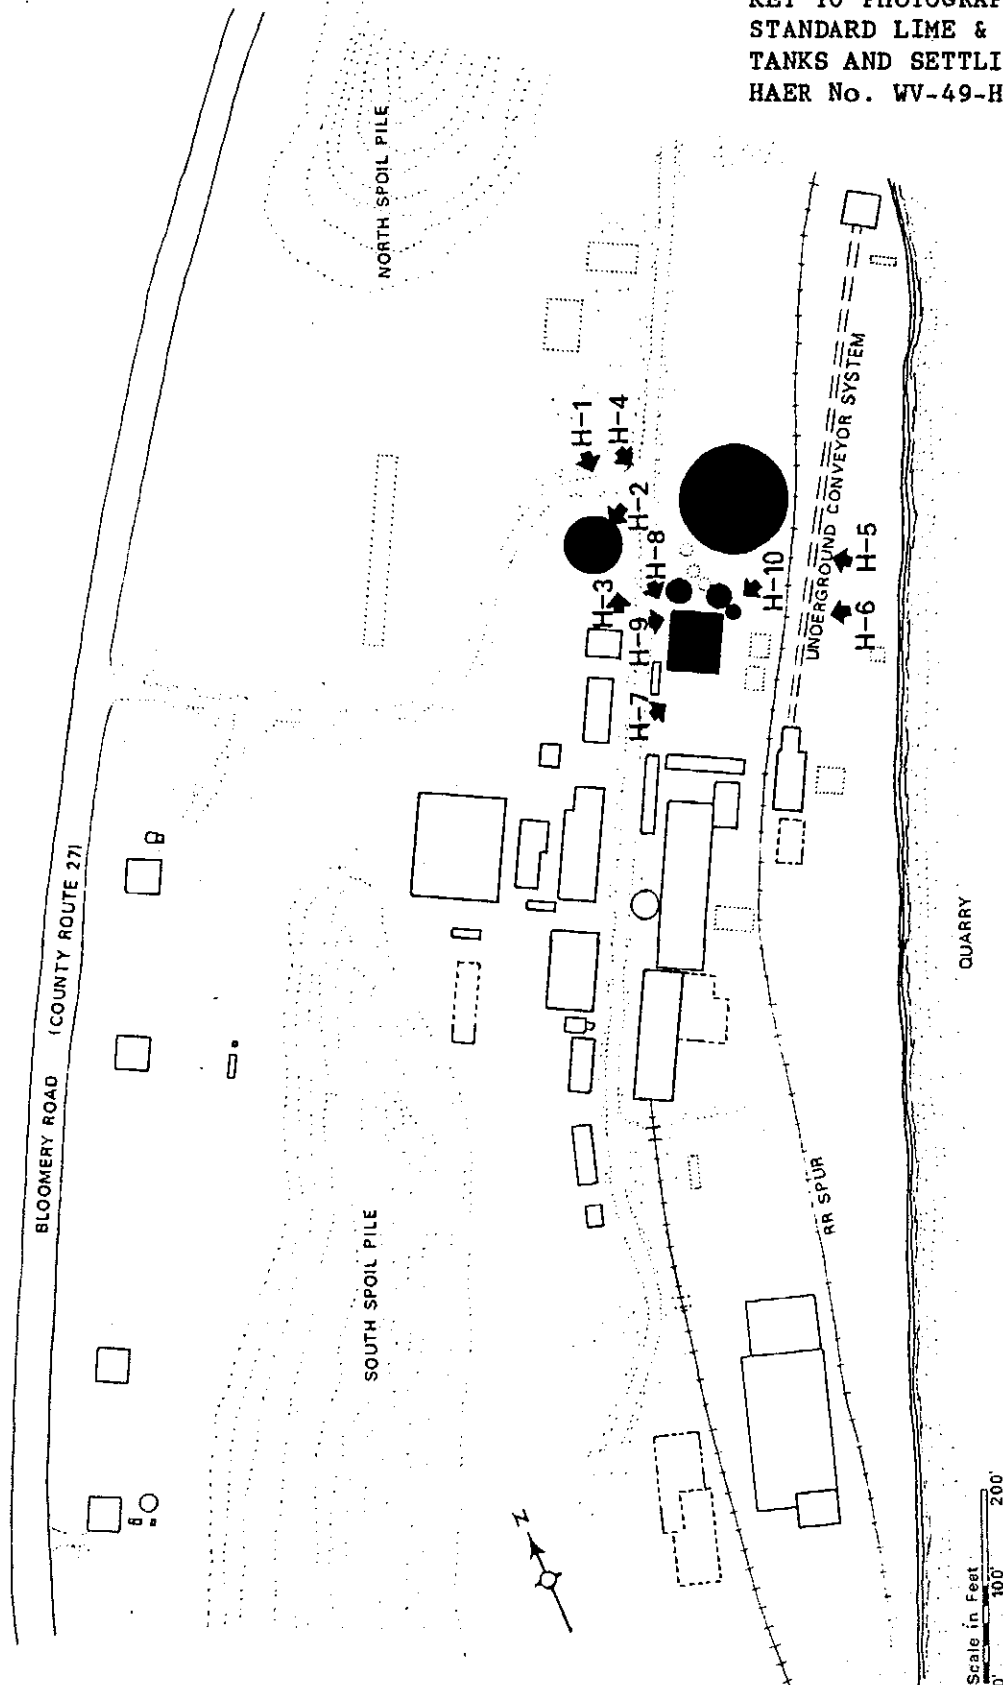 STANDARD LIME &
TANKS AND SETTLI
HAER No. WV-49-H
NORTH SPOIL PILE
H-1
H-4
H-2
H-8
H-3
H-9
H-10
H-5
H-6
H-7
UNDERGROUND CONVEYOR SYSTEM
BLOOMERY ROAD (COUNTY ROUTE 27)
QUARRY
SOUTH SPOIL PILE
RR SPUR
N
Scale in Feet
0' 100' 200'